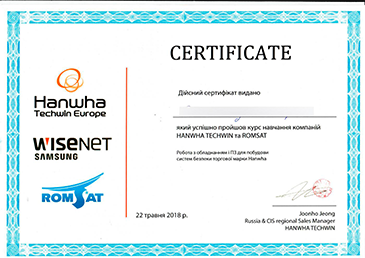 CERTIFICATE
Дійсний сертифікат видано
який успішно пройшов курс навчання компаній
HANWHA TECHWIN та ROMSAT
Робота з обладнанням і ПЗ для побудови
систем безпеки торгової марки Hanwha
Hanwha
Techwin Europe
WISENET
SAMSUNG
ROMSAT
22 травня 2018 р.
Joonho Jeong
Russia & CIS regional Sales Manager
HANWHA TECHWIN